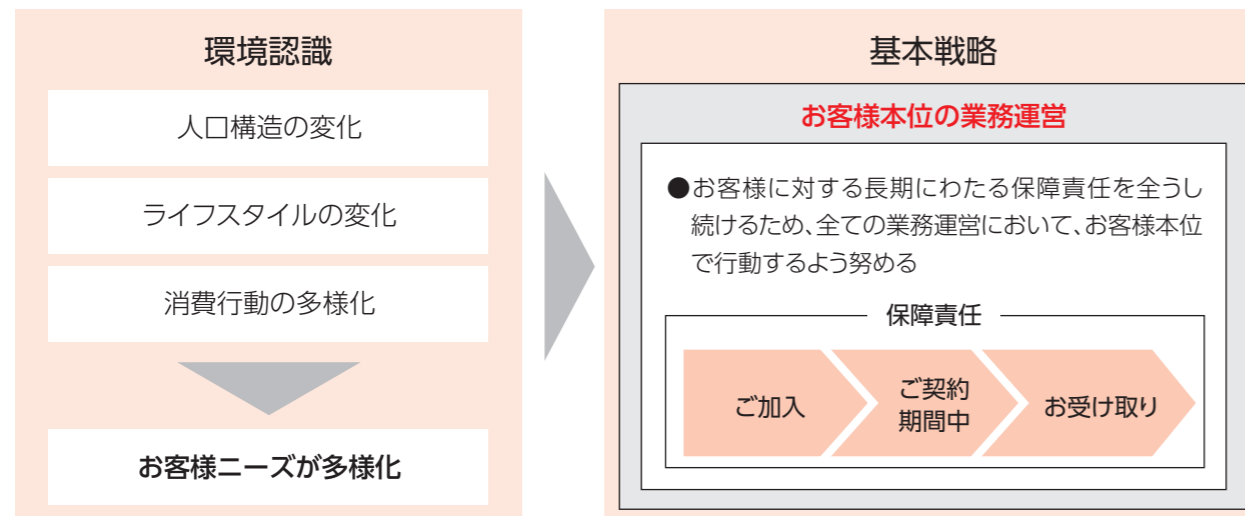 環境認識
人口構造の変化
ライフスタイルの変化
消費行動の多様化
お客様ニーズが多様化
基本戦略
お客様本位の業務運営
●お客様に対する長期にわたる保障責任を全うし
続けるため、全ての業務運営において、お客様本位
で行動するよう努める
保障責任
ご加入
ご契約
期間中
お受け取り